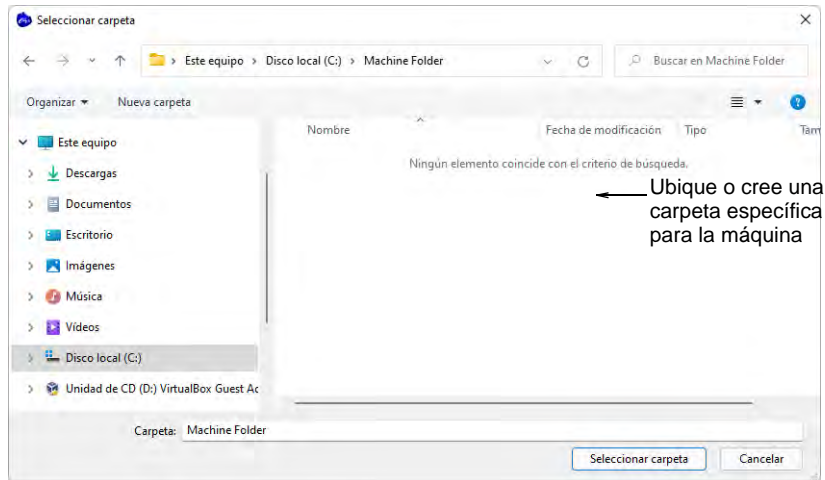 Seleccionar carpeta
Este equipo > Disco local (C:) > Machine Folder
Buscar en Machine Folder
Organizar
Nueva carpeta
Nombre
Fecha de modificación
Tipo
Tam
Este equipo
Ningún elemento coincide con el criterio de búsqueda.
Descargas
Documentos
Escritorio
Imágenes
Música
Vídeos
Disco local (C:)
Unidad de CD (D:) VirtualBox Guest Ac
Ubique o cree una
carpeta específica
para la máquina
Carpeta: Machine Folder
Seleccionar carpeta
Cancelar